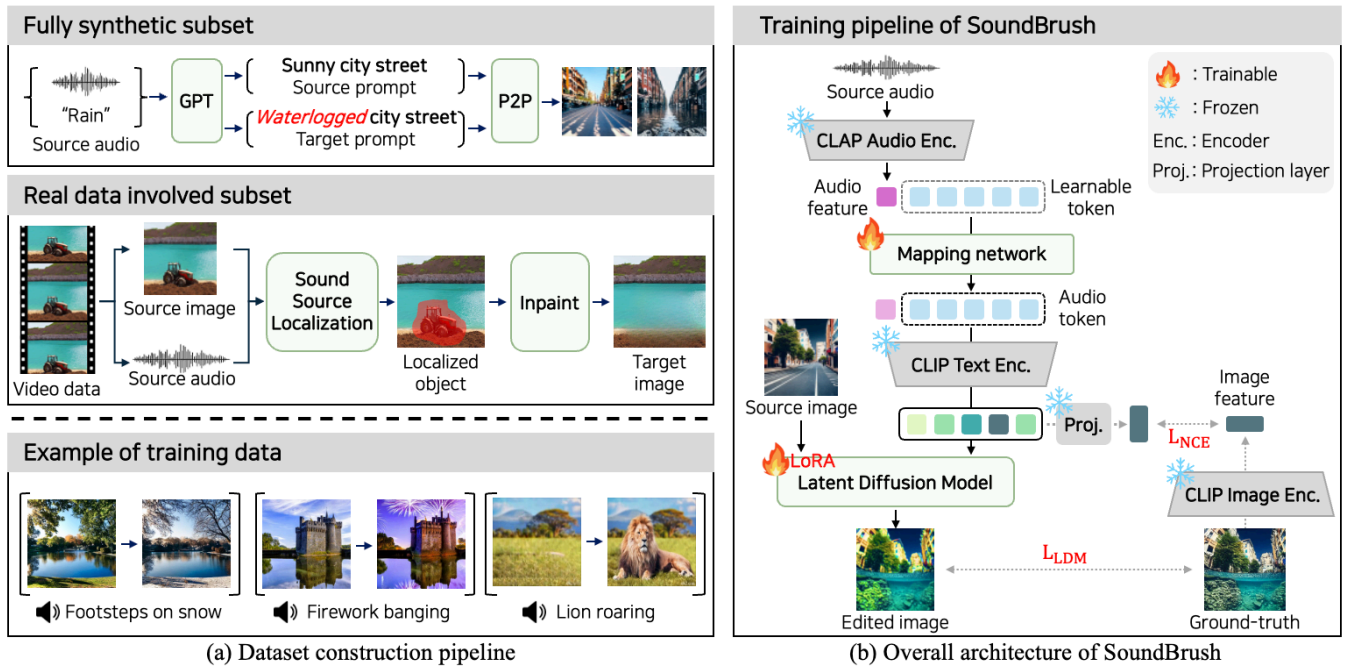 Fully synthetic subset
“Rain”
Source audio
GPT
Sunny city street
Source prompt
Waterlogged city street
Target prompt
P2P
Real data involved subset
Video data
Source image
Source audio
Sound
Source
Localization
Localized
object
Inpaint
Target
image
Example of training data
Footsteps on snow
Firework banging
Lion roaring
(a) Dataset construction pipeline
Training pipeline of SoundBrush
Source audio
: Trainable
: Frozen
Enc. : Encoder
Proj. : Projection layer
CLAP Audio Enc.
Audio
feature
Learnable
token
Mapping network
Audio
token
CLIP Text Enc.
Source image
Proj.
Image
feature
LNCE
LoRA
Latent Diffusion Model
CLIP Image Enc.
LLDM
Edited image
Ground-truth
(b) Overall architecture of SoundBrush